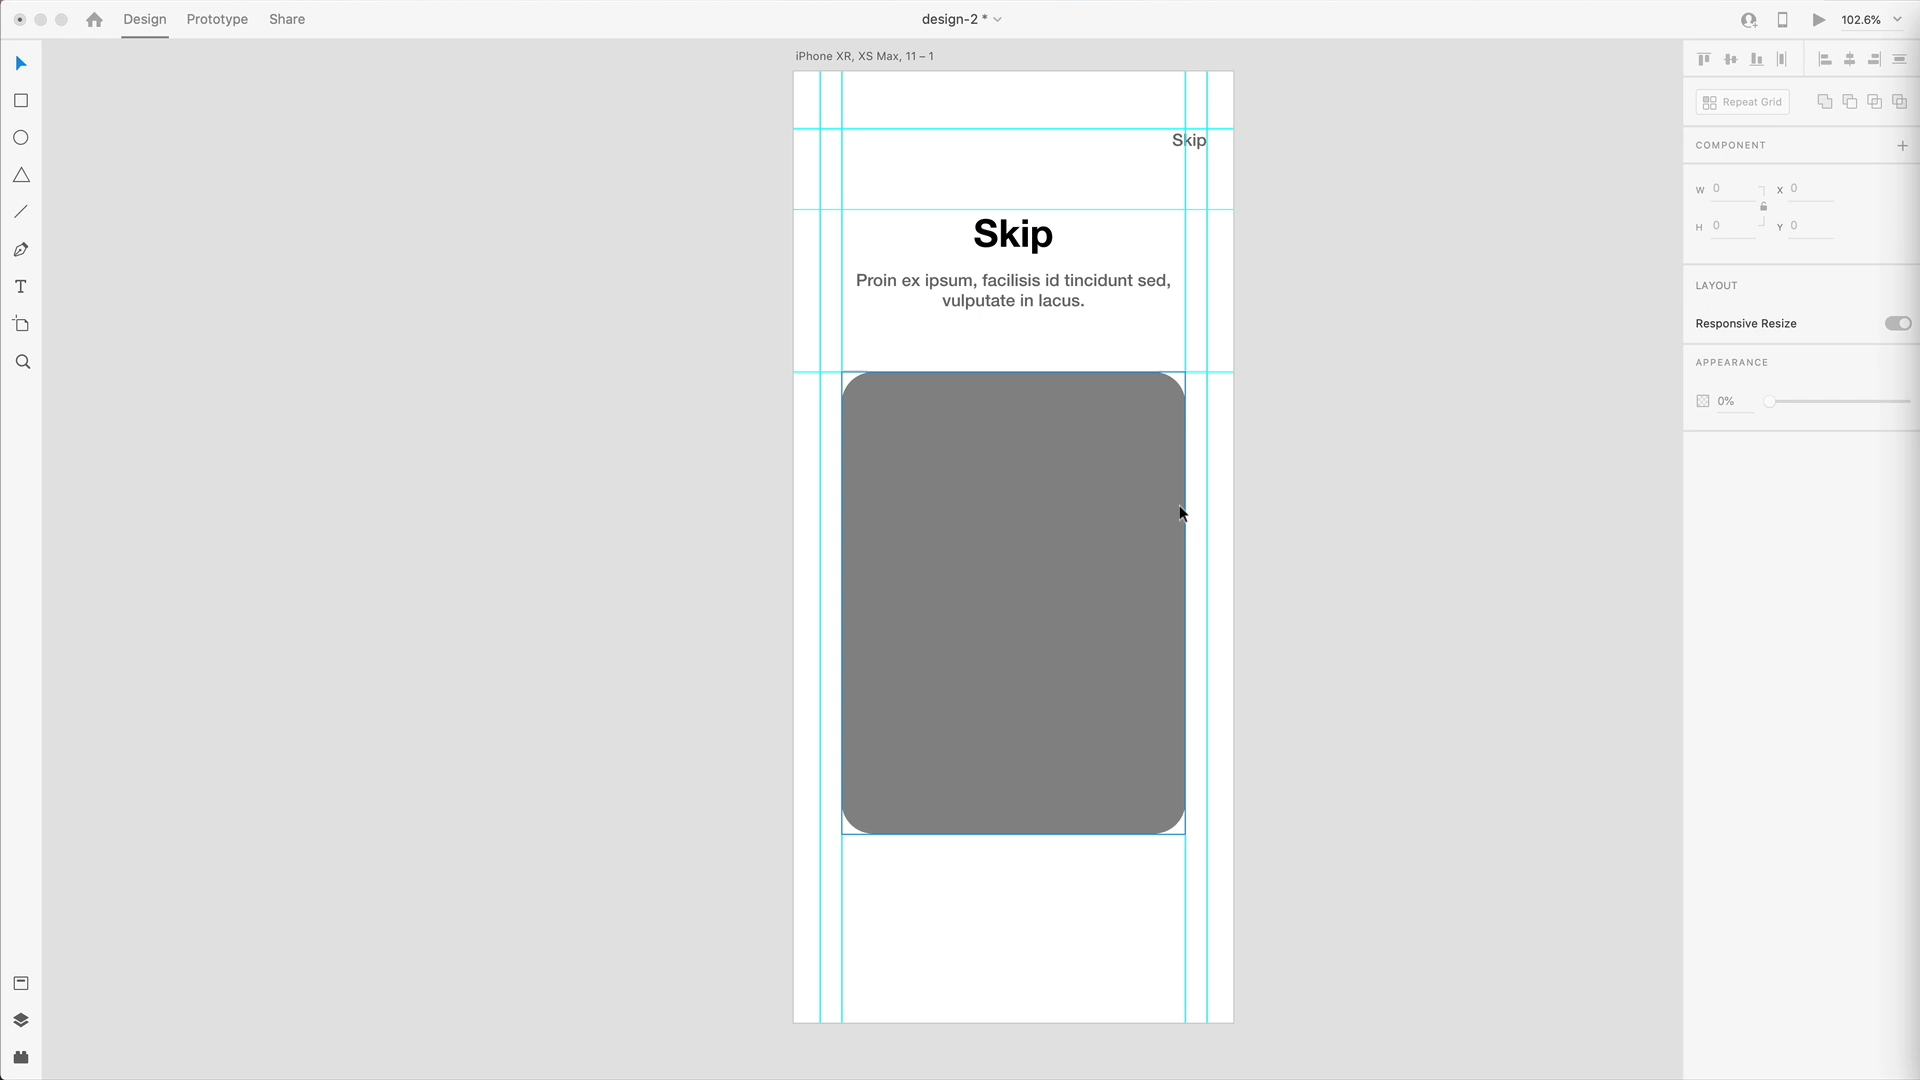 Design Prototype Share
design-2 *
102.6%
iPhone XR, XS Max, 11 – 1
Skip
Skip
Proin ex ipsum, facilisis id tincidunt sed,
vulputate in lacus.
T
Repeat Grid
COMPONENT
W 0 X 0
H 0 Y 0
LAYOUT
Responsive Resize
APPEARANCE
0%